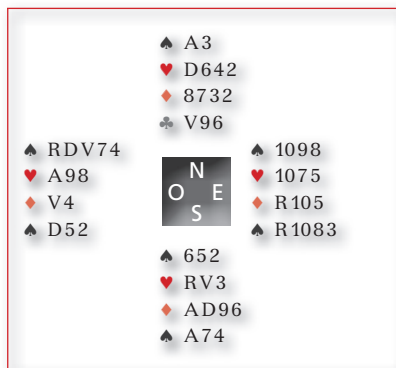 ♠ A3
♥ D642
♦ 8732
♣ V96
♠ RDV74
♥ A98
♦ V4
♠ D52
N
O E
S
♠ 1098
♥ 1075
♦ R105
♠ R1083
♠ 652
♥ RV3
♦ AD96
♠ A74